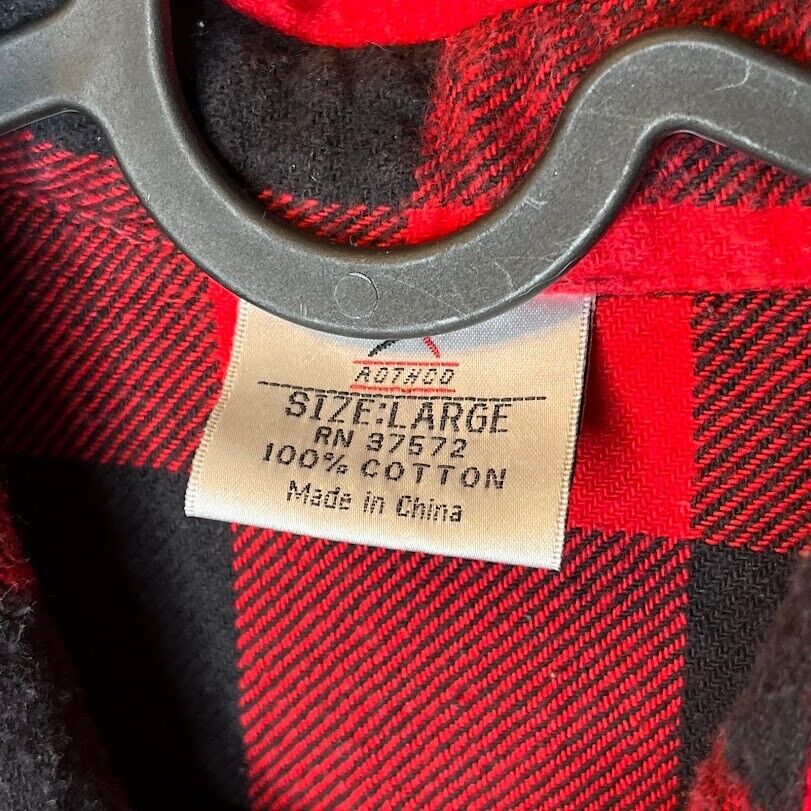 ROTHCO
SIZE:LARGE
RN 37572
100% COTTON
Made in China